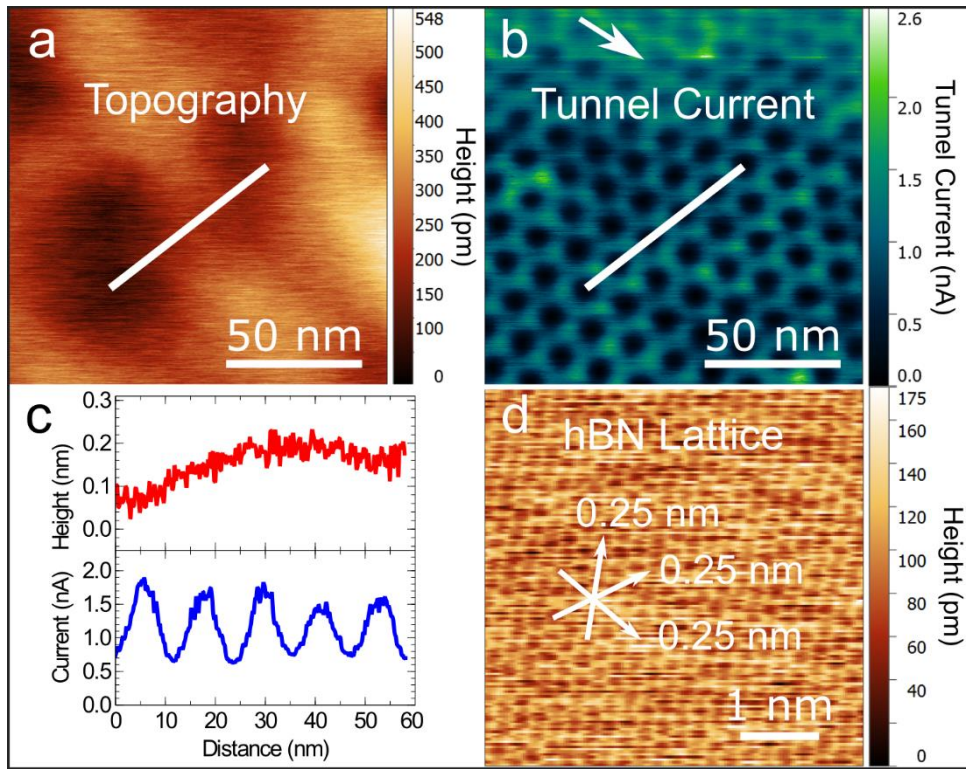 a
Topography
50 nm
548
500
450
400
350
300
250
200
150
100
0
Height (pm)
b
Tunnel Current
50 nm
2.6
2.0
1.5
1.0
0.5
0.0
Tunnel Current (nA)
c
0.3
0.2
0.1
0.0
Height (nm)
2.0
1.5
1.0
0.5
0.0
Current (nA)
0 10 20 30 40 50 60
Distance (nm)
d
hBN Lattice
0.25 nm
0.25 nm
0.25 nm
1 nm
175
160
140
120
100
80
60
40
0
Height (pm)